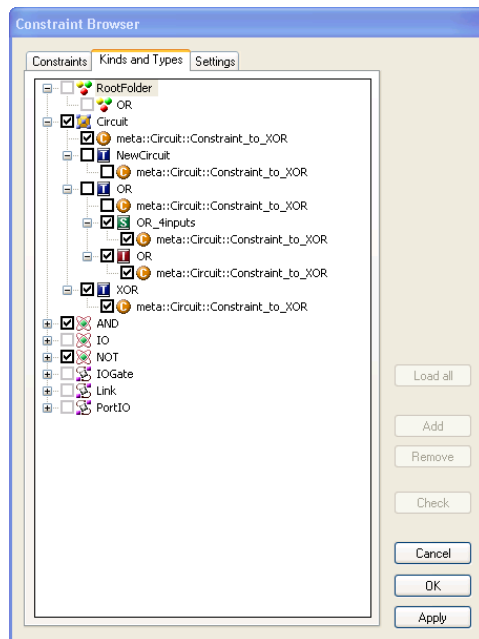 Constraint Browser
Constraints Kinds and Types Settings
RootFolder
OR
Circuit
meta::Circuit::Constraint_to_XOR
NewCircuit
meta::Circuit::Constraint_to_XOR
OR
meta::Circuit::Constraint_to_XOR
OR_4inputs
meta::Circuit::Constraint_to_XOR
OR
meta::Circuit::Constraint_to_XOR
XOR
meta::Circuit::Constraint_to_XOR
AND
IO
NOT
IOGate
Link
PortIO
Load all
Add
Remove
Check
Cancel
OK
Apply